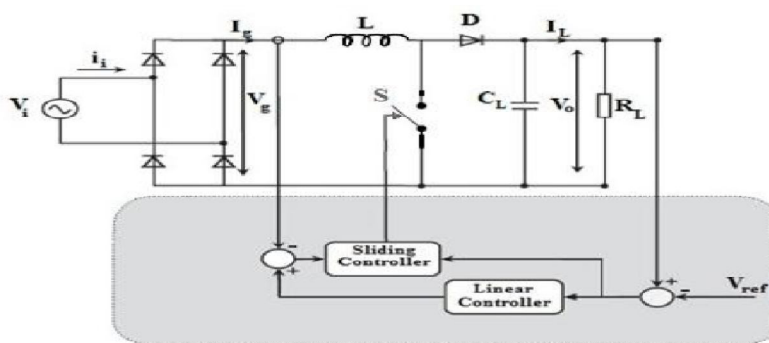 I_g
L
D
I_L
i_i
V_i
V_g
S
C_L
V_o
R_L
-
+
Sliding
Controller
Linear
Controller
+
-
V_ref